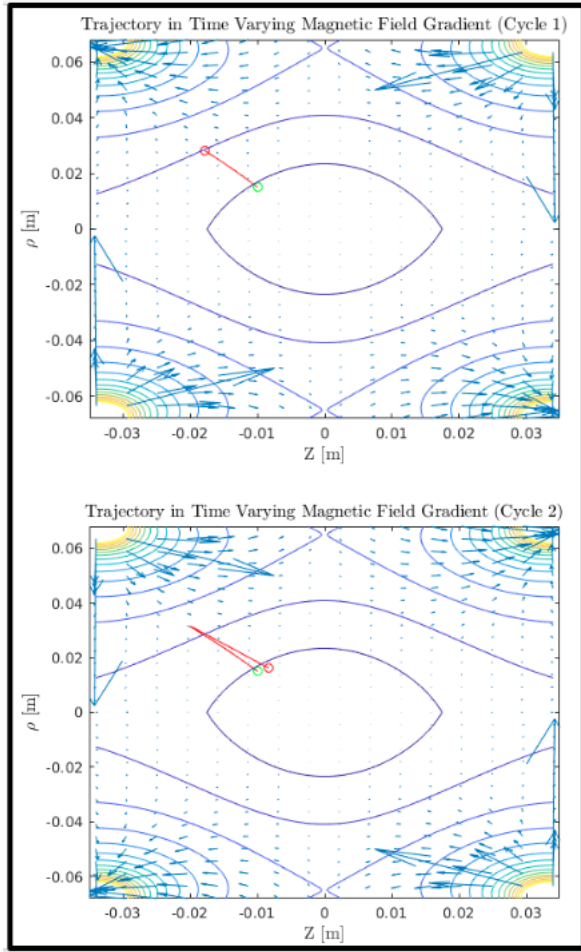 Trajectory in Time Varying Magnetic Field Gradient (Cycle 1)
0.06
0.04
0.02
0
-0.02
-0.04
-0.06
ρ [m]
-0.03 -0.02 -0.01 0 0.01 0.02 0.03
Z [m]
Trajectory in Time Varying Magnetic Field Gradient (Cycle 2)
0.06
0.04
0.02
0
-0.02
-0.04
-0.06
ρ [m]
-0.03 -0.02 -0.01 0 0.01 0.02 0.03
Z [m]